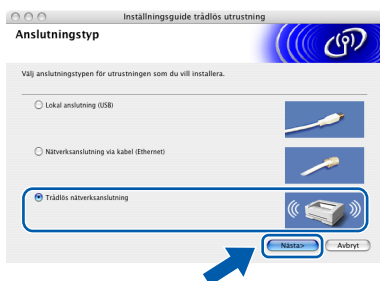 Inställningsguide trådlös utrustning
Anslutningstyp
Välj anslutningstypen för utrustningen som du vill installera.
Lokal anslutning (USB)
Nätverksanslutning via kabel (Ethernet)
Trådlös nätverksanslutning
Nästa>
Avbryt